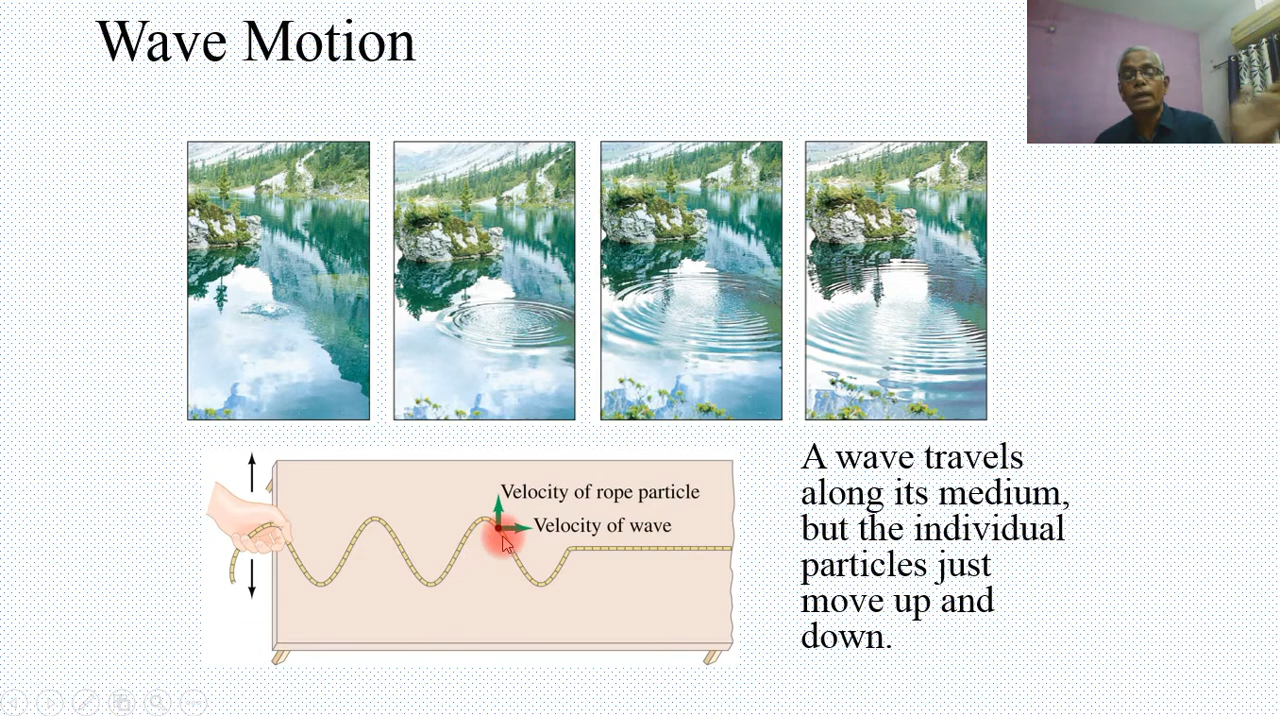 Wave Motion
Velocity of rope particle
Velocity of wave
A wave travels
along its medium,
but the individual
particles just
move up and
down.